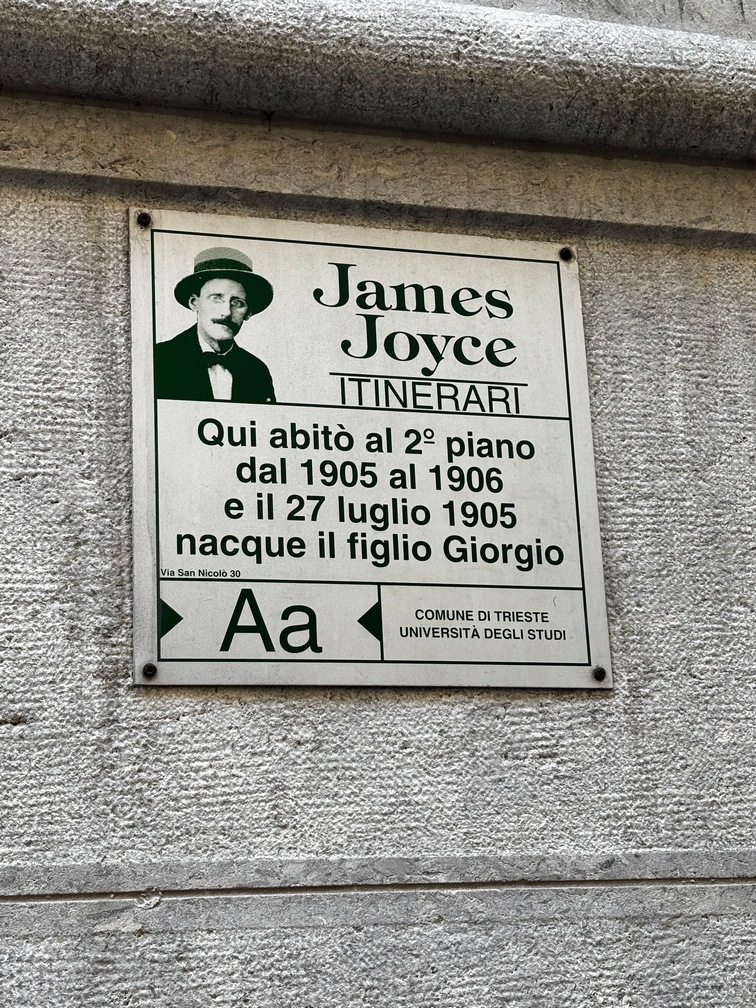 James
Joyce
ITINERARI
Qui abitò al 2º piano
dal 1905 al 1906
e il 27 luglio 1905
nacque il figlio Giorgio
Via San Nicolò 30
Aa
COMUNE DI TRIESTE
UNIVERSITÀ DEGLI STUDI